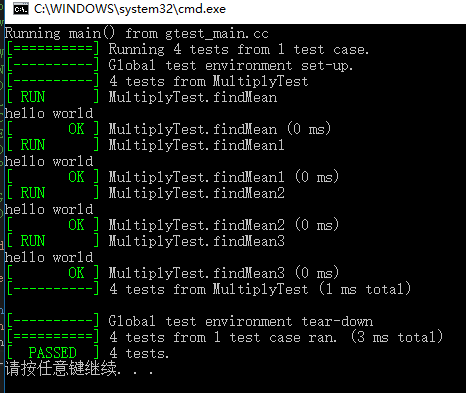 C:\WINDOWS\system32\cmd.exe
Running main() from gtest_main.cc
[==========] Running 4 tests from 1 test case.
[----------] Global test environment set-up.
[----------] 4 tests from MultiplyTest
[ RUN      ] MultiplyTest.findMean
hello world
[       OK ] MultiplyTest.findMean (0 ms)
[ RUN      ] MultiplyTest.findMean1
hello world
[       OK ] MultiplyTest.findMean1 (0 ms)
[ RUN      ] MultiplyTest.findMean2
hello world
[       OK ] MultiplyTest.findMean2 (0 ms)
[ RUN      ] MultiplyTest.findMean3
hello world
[       OK ] MultiplyTest.findMean3 (0 ms)
[----------] 4 tests from MultiplyTest (1 ms total)
[----------] Global test environment tear-down
[==========] 4 tests from 1 test case ran. (3 ms total)
[  PASSED  ] 4 tests.
请按任意键继续. . .